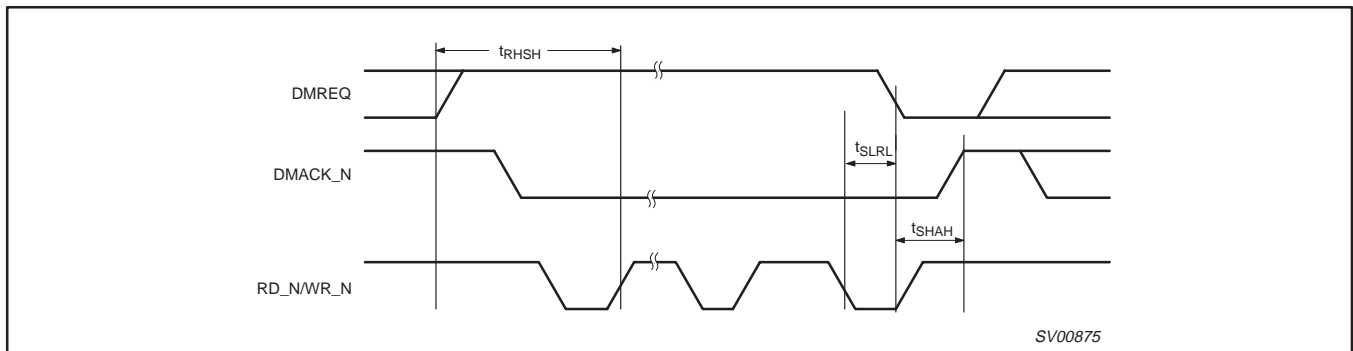 tRHSH
DMREQ
tSLRL
DMACK_N
tSHAH
RD_N/WR_N
SV00875